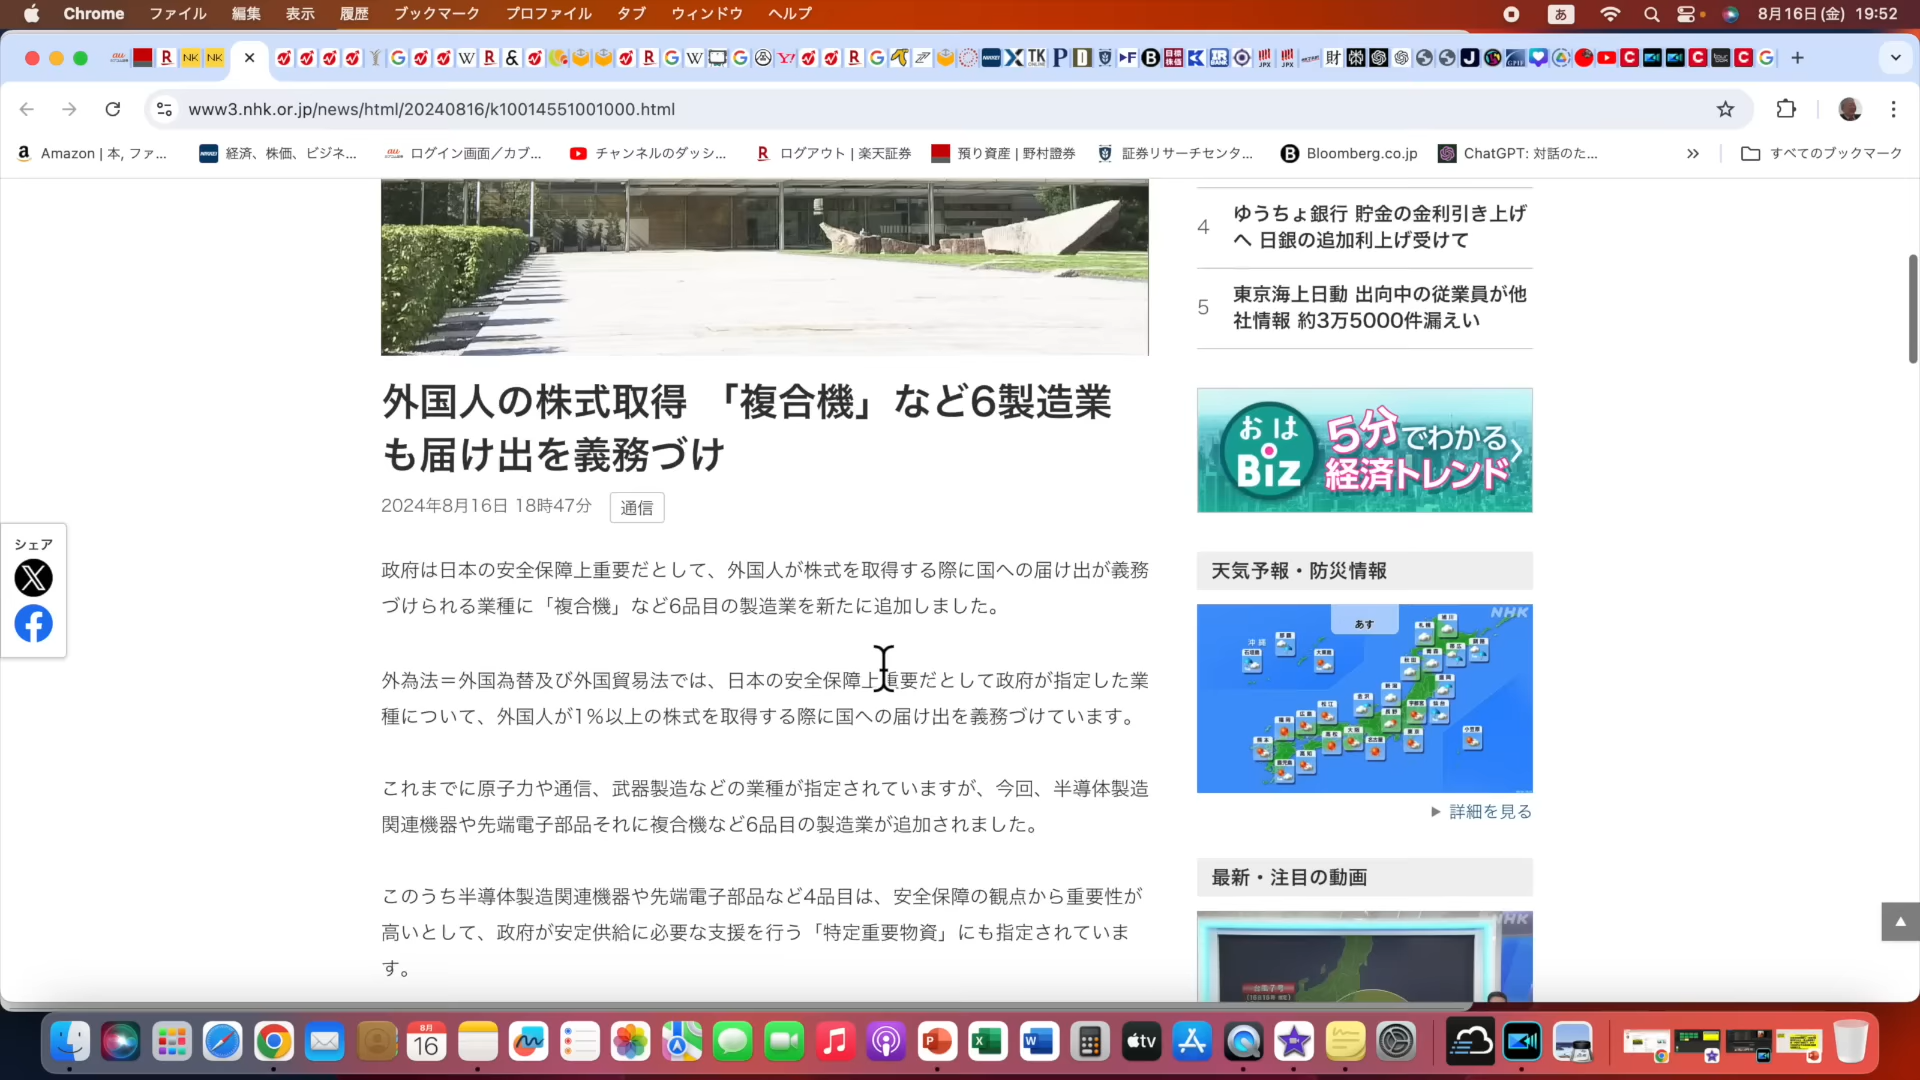 Chrome ファイル 編集 表示 履歴 ブックマーク プロファイル タブ ウィンドウ ヘルプ
あ 8月16日(金) 19:52
www3.nhk.or.jp/news/html/20240816/k10014551001000.html
Amazon | 本, ファ... 経済、株価、ビジネ... ログイン画面／カブ... チャンネルのダッシ... ログアウト | 楽天証券 預り資産 | 野村證券 証券リサーチセンタ... Bloomberg.co.jp ChatGPT: 対話のた... » すべてのブックマーク
外国人の株式取得 「複合機」など6製造業
も届け出を義務づけ
2024年8月16日 18時47分 通信
シェア
政府は日本の安全保障上重要だとして、外国人が株式を取得する際に国への届け出が義務
づけられる業種に「複合機」など6品目の製造業を新たに追加しました。
外為法＝外国為替及び外国貿易法では、日本の安全保障上重要だとして政府が指定した業
種について、外国人が1％以上の株式を取得する際に国への届け出を義務づけています。
これまでに原子力や通信、武器製造などの業種が指定されていますが、今回、半導体製造
関連機器や先端電子部品それに複合機など6品目の製造業が追加されました。
このうち半導体製造関連機器や先端電子部品など4品目は、安全保障の観点から重要性が
高いとして、政府が安定供給に必要な支援を行う「特定重要物資」にも指定されていま
す。
4 ゆうちょ銀行 貯金の金利引き上げ
へ 日銀の追加利上げ受けて
5 東京海上日動 出向中の従業員が他
社情報 約3万5000件漏えい
おは
Biz
5分でわかる
経済トレンド
天気予報・防災情報
あす
NHK
詳細を見る
最新・注目の動画
NHK
台風7号
8月
16
tv